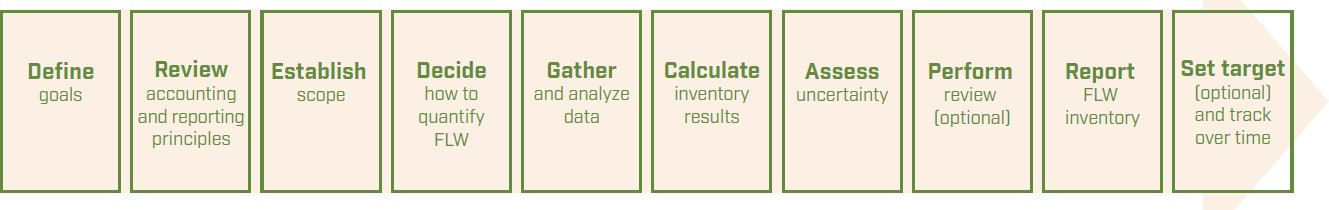 Define
goals
Review
accounting
and reporting
principles
Establish
scope
Decide
how to
quantify
FLW
Gather
and analyze
data
Calculate
inventory
results
Assess
uncertainty
Perform
review
(optional)
Report
FLW
inventory
Set target
(optional)
and track
over time